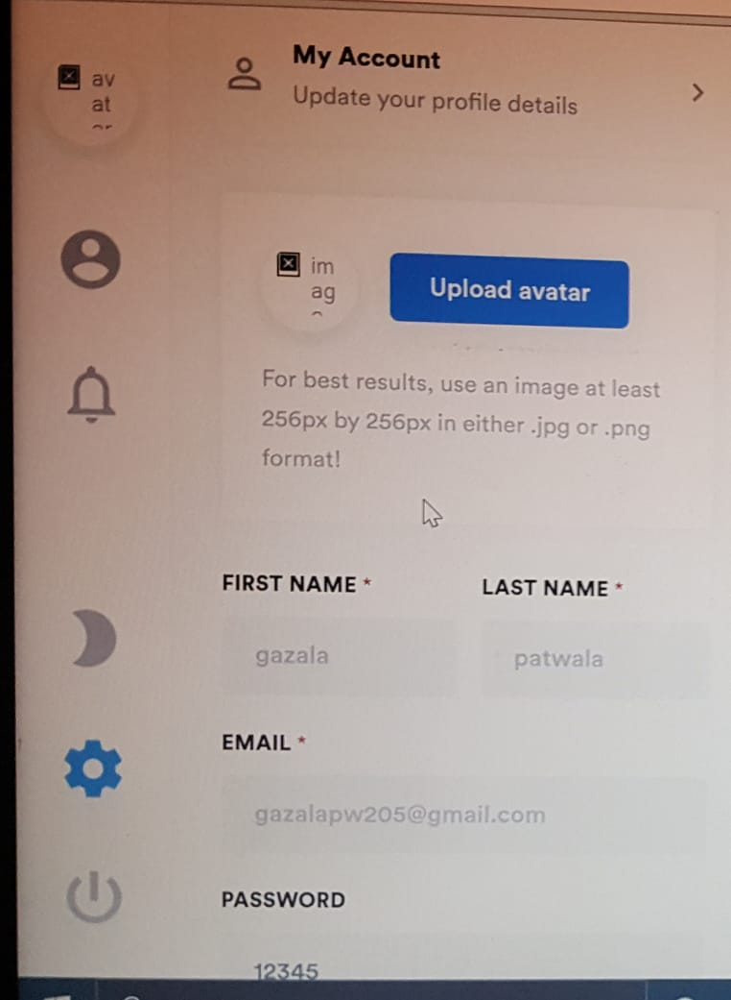 My Account
Update your profile details
av
at
im
ag
Upload avatar
For best results, use an image at least
256px by 256px in either .jpg or .png
format!
FIRST NAME *
LAST NAME *
gazala
patwala
EMAIL *
gazalapw205@gmail.com
PASSWORD
12345